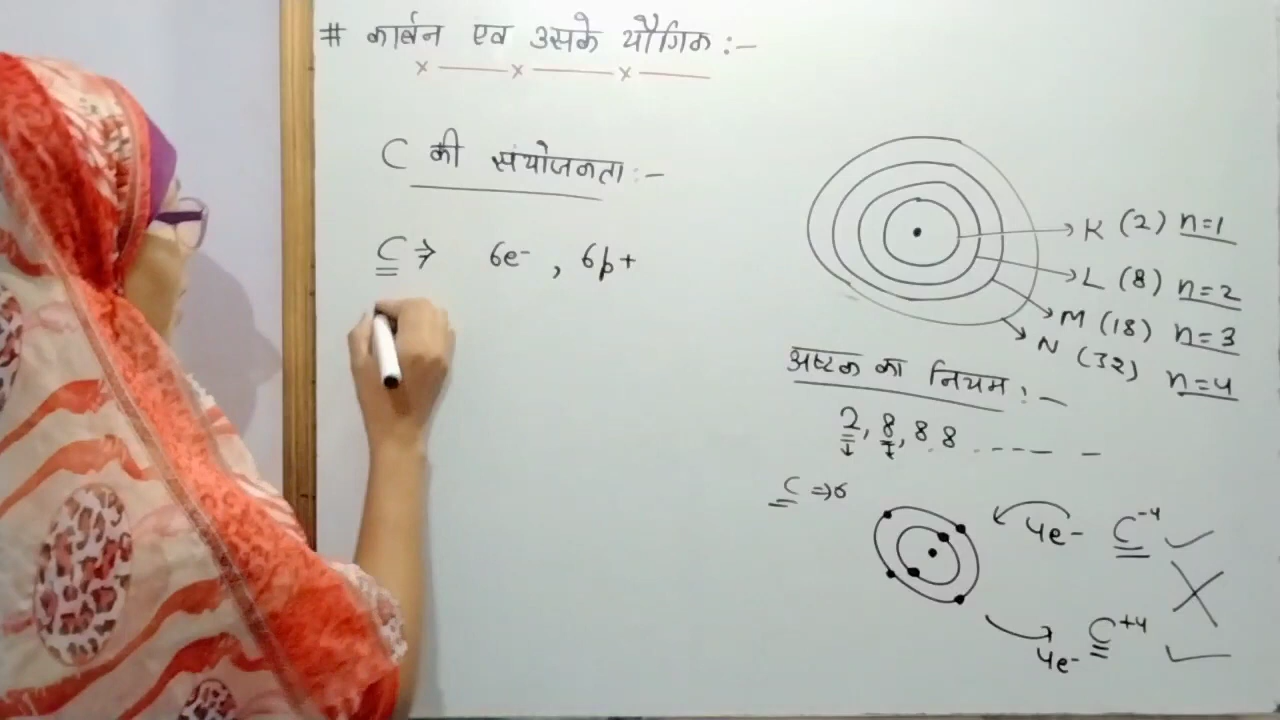 # कार्बन एव उसके यौगिक :-
C की संयोजकता :-
C ⇒ 6e⁻ , 6p+
K (2) n=1
L (8) n=2
M (18) n=3
N (32) n=4
अष्टक का नियम :-
2, 8, 8 8 ---- -
C ⇒ 6
4e- C⁻⁴ ✓
X
4e- C⁺⁴ ✓